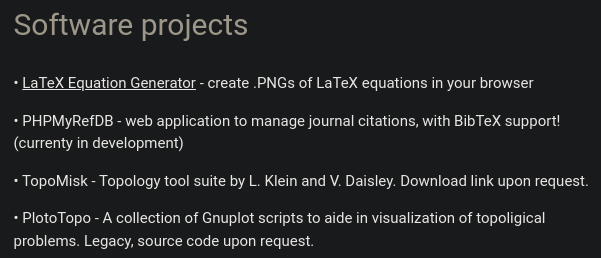 Software projects
• LaTeX Equation Generator - create .PNGs of LaTeX equations in your browser
• PHPMyRefDB - web application to manage journal citations, with BibTeX support!
(currenty in development)
• TopoMisk - Topology tool suite by L. Klein and V. Daisley. Download link upon request.
• PlotoTopo - A collection of Gnuplot scripts to aide in visualization of topoligical
problems. Legacy, source code upon request.